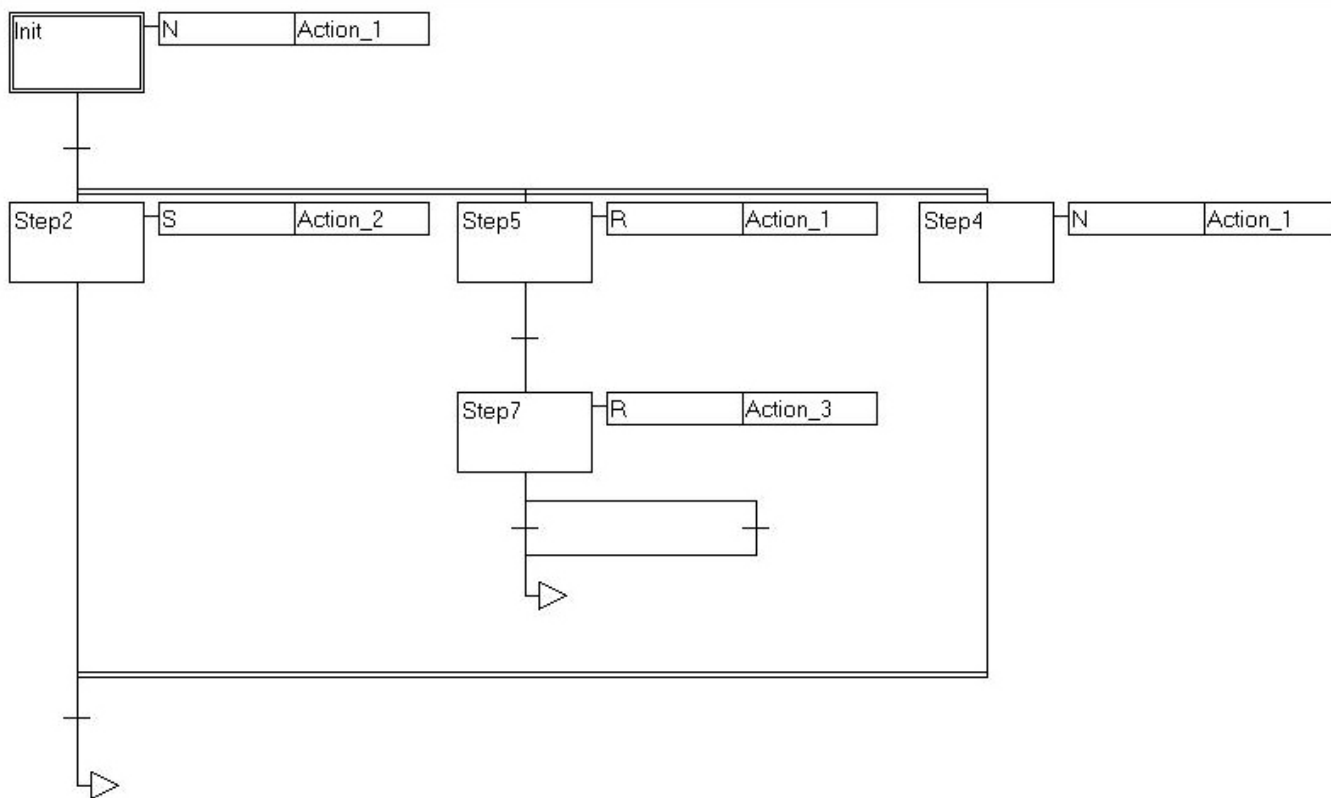 Init N Action_1
Step2 S Action_2 Step5 R Action_1 Step4 N Action_1
Step7 R Action_3